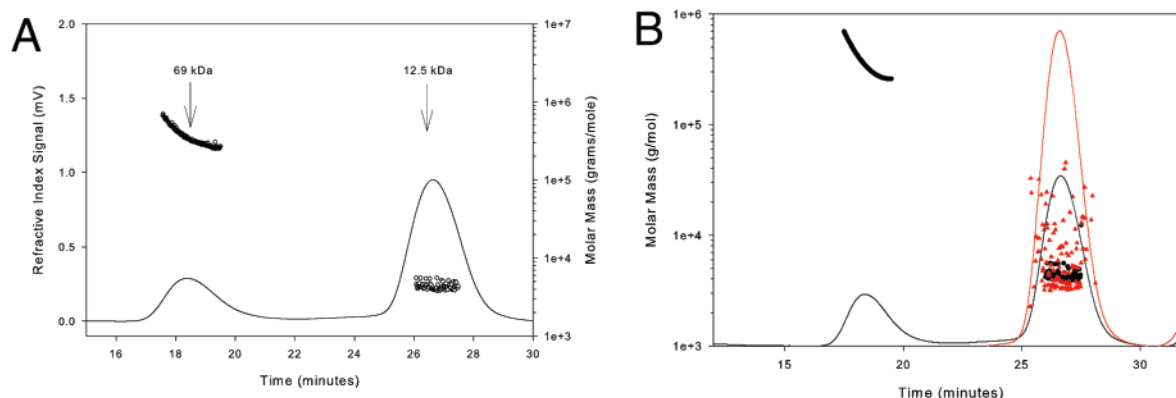 A
2.0
1.5
1.0
0.5
0.0
Refractive Index Signal (mV)
69 kDa
12.5 kDa
1e+7
1e+6
1e+5
1e+4
1e+3
Molar Mass (grams/mole)
16 18 20 22 24 26 28 30
Time (minutes)
B
1e+6
1e+5
1e+4
1e+3
Molar Mass (g/mol)
15 20 25 30
Time (minutes)